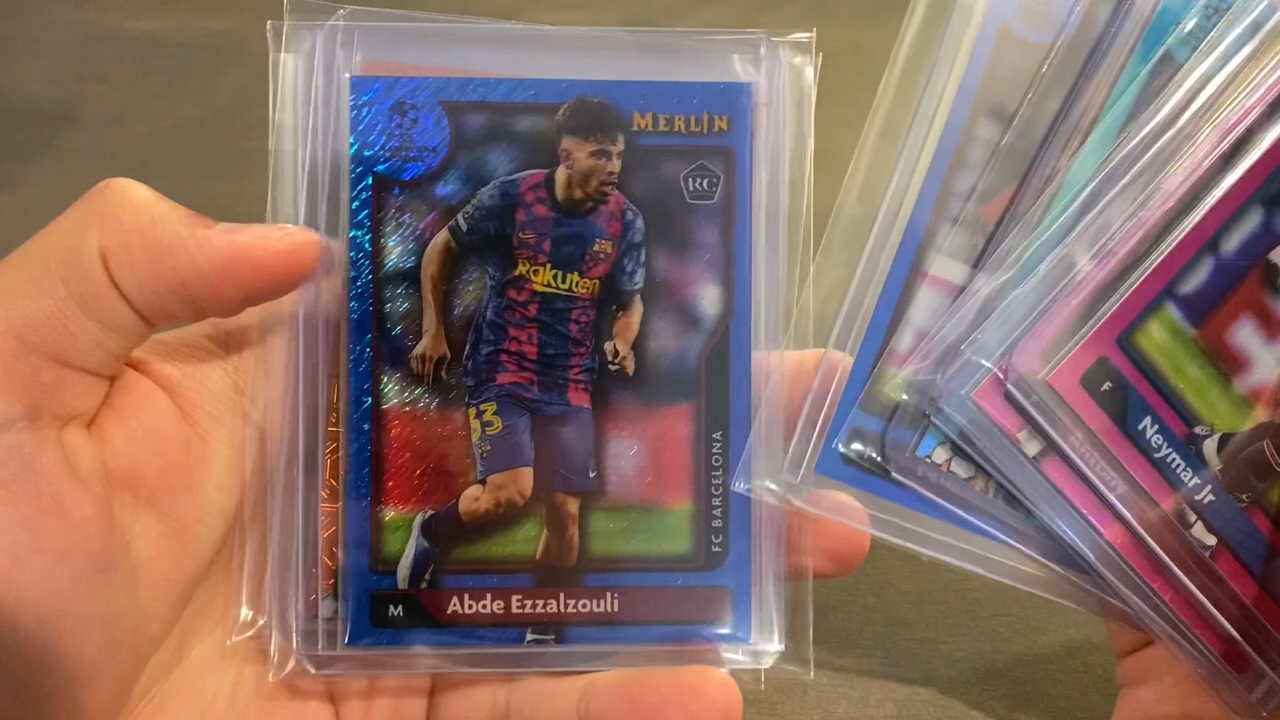 MERLIN
RC
Rakuten
33
FC BARCELONA
M
Abde Ezzalzouli
F
Neymar Jr